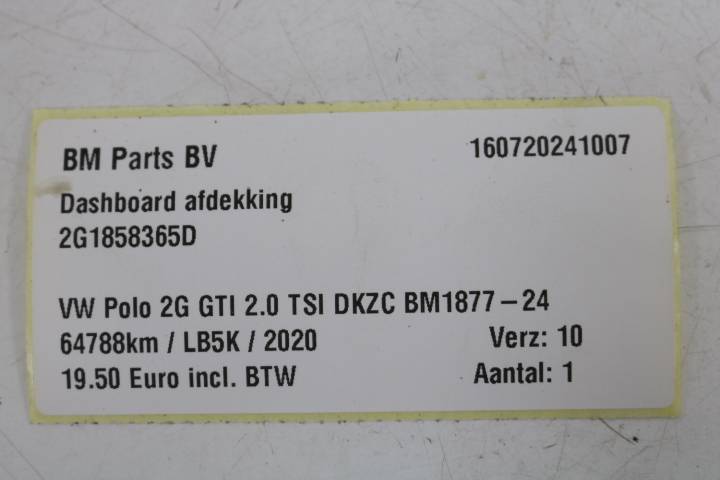 BM Parts BV 160720241007
Dashboard afdekking
2G1858365D
VW Polo 2G GTI 2.0 TSI DKZC BM1877-24
64788km / LB5K / 2020 Verz: 10
19.50 Euro incl. BTW Aantal: 1